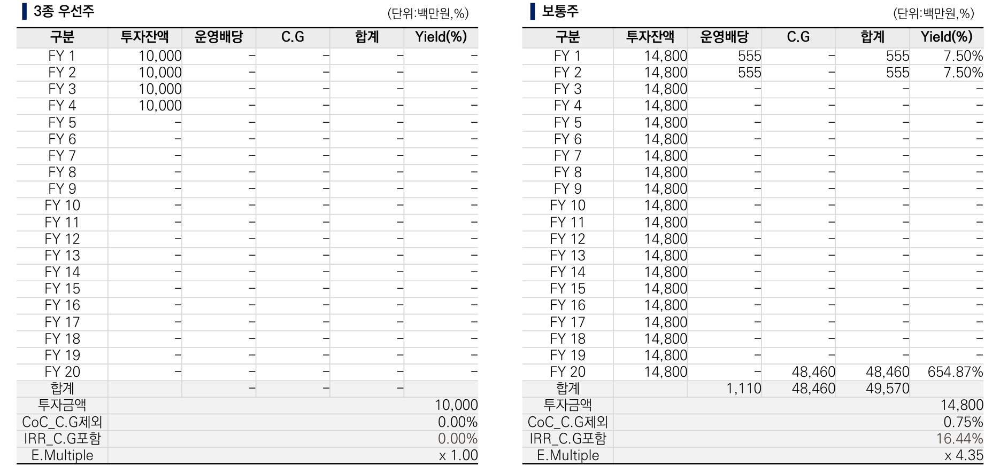 3종 우선주 (단위:백만원,%)
구분 투자잔액 운영배당 C.G 합계 Yield(%)
FY 1 10,000 – – – –
FY 2 10,000 – – – –
FY 3 10,000 – – – –
FY 4 10,000 – – – –
FY 5 – – – – –
FY 6 – – – – –
FY 7 – – – – –
FY 8 – – – – –
FY 9 – – – – –
FY 10 – – – – –
FY 11 – – – – –
FY 12 – – – – –
FY 13 – – – – –
FY 14 – – – – –
FY 15 – – – – –
FY 16 – – – – –
FY 17 – – – – –
FY 18 – – – – –
FY 19 – – – – –
FY 20 – – – – –
합계 – – –
투자금액 10,000
CoC_C.G제외 0.00%
IRR_C.G포함 0.00%
E.Multiple x 1.00
보통주 (단위:백만원,%)
구분 투자잔액 운영배당 C.G 합계 Yield(%)
FY 1 14,800 555 – 555 7.50%
FY 2 14,800 555 – 555 7.50%
FY 3 14,800 – – – –
FY 4 14,800 – – – –
FY 5 14,800 – – – –
FY 6 14,800 – – – –
FY 7 14,800 – – – –
FY 8 14,800 – – – –
FY 9 14,800 – – – –
FY 10 14,800 – – – –
FY 11 14,800 – – – –
FY 12 14,800 – – – –
FY 13 14,800 – – – –
FY 14 14,800 – – – –
FY 15 14,800 – – – –
FY 16 14,800 – – – –
FY 17 14,800 – – – –
FY 18 14,800 – – – –
FY 19 14,800 – – – –
FY 20 14,800 – 48,460 48,460 654.87%
합계 1,110 48,460 49,570
투자금액 14,800
CoC_C.G제외 0.75%
IRR_C.G포함 16.44%
E.Multiple x 4.35